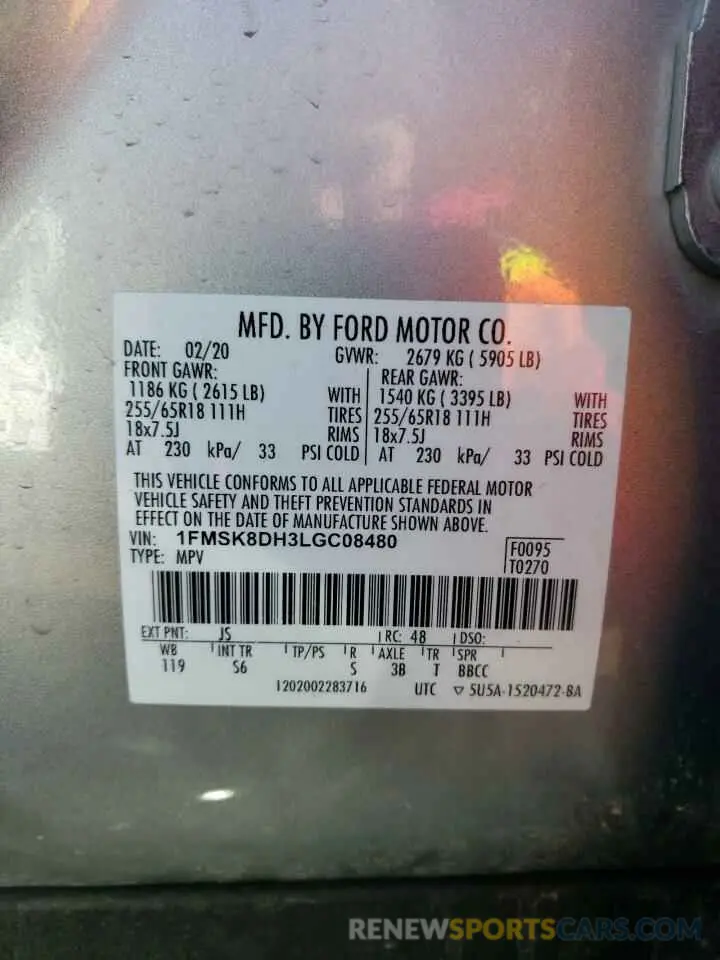 MFD. BY FORD MOTOR CO.
DATE: 02/20 GVWR: 2679 KG ( 5905 LB)
FRONT GAWR: REAR GAWR:
1186 KG ( 2615 LB) WITH 1540 KG ( 3395 LB) WITH
255/65R18 111H TIRES 255/65R18 111H TIRES
18x7.5J RIMS 18x7.5J RIMS
AT 230 kPa/ 33 PSI COLD AT 230 kPa/ 33 PSI COLD
THIS VEHICLE CONFORMS TO ALL APPLICABLE FEDERAL MOTOR
VEHICLE SAFETY AND THEFT PREVENTION STANDARDS IN
EFFECT ON THE DATE OF MANUFACTURE SHOWN ABOVE.
VIN: 1FMSK8DH3LGC08480
F0095
TYPE: MPV T0270
EXT PNT: JS RC: 48 DSO:
WB INT TR TP/PS R AXLE TR SPR
119 S6 S 3B T BBCC
1202002283716 UTC ▽ 5U5A-1520472-BA
RENEWSPORTSCARS.COM